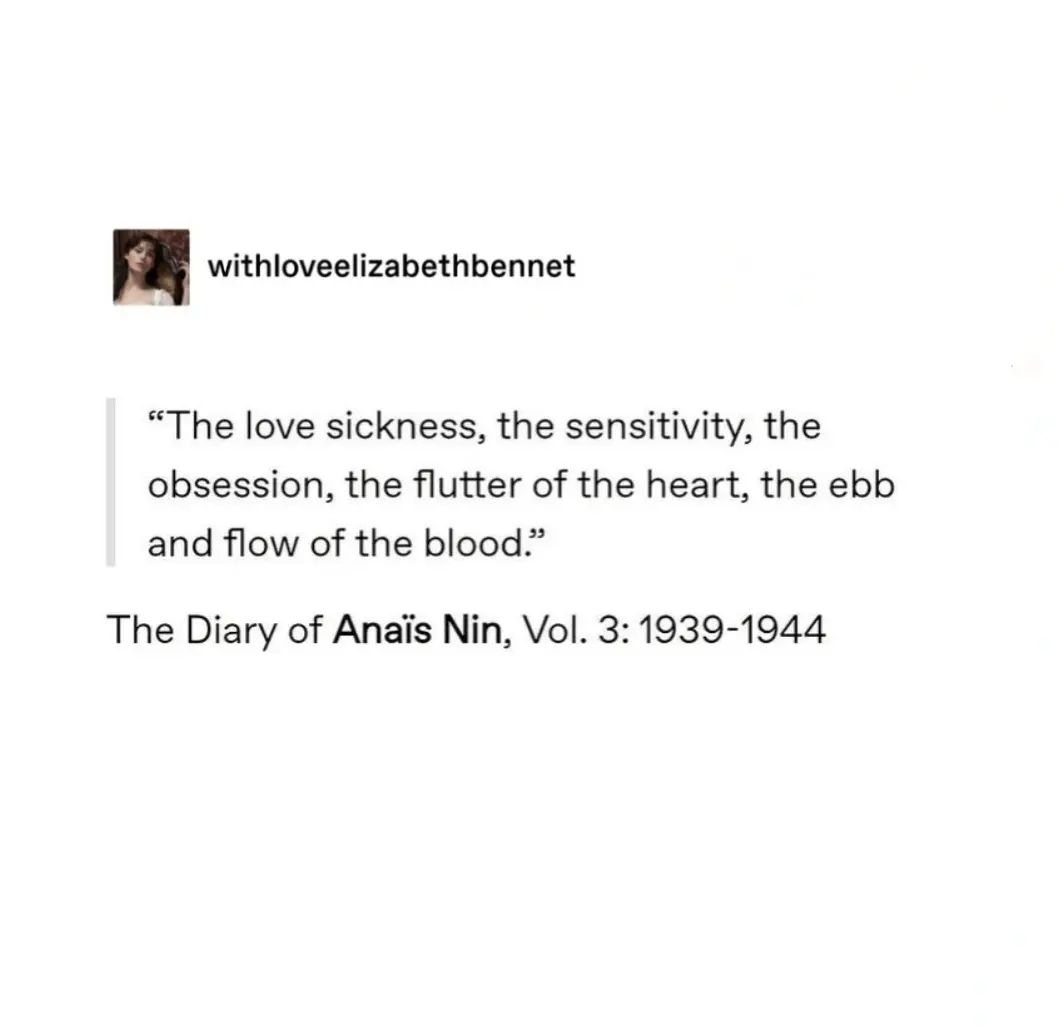 withloveelizabethbennet
“The love sickness, the sensitivity, the
obsession, the flutter of the heart, the ebb
and flow of the blood.”
The Diary of Anaïs Nin, Vol. 3: 1939-1944